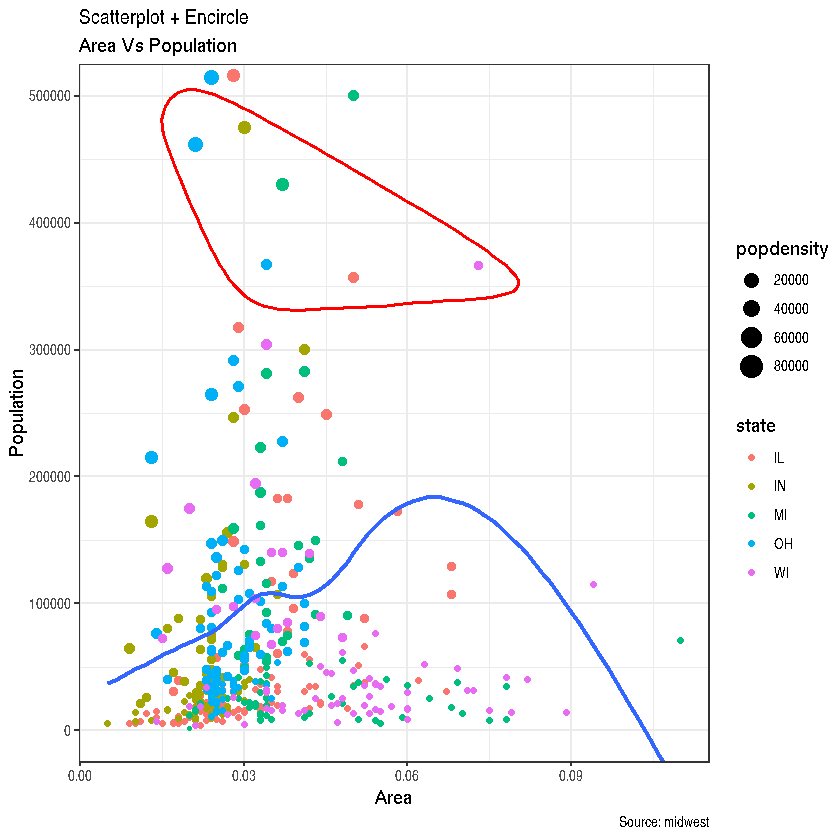 Scatterplot + Encircle
Area Vs Population
popdensity
20000
40000
60000
80000
state
IL
IN
MI
OH
WI
500000
400000
300000
200000
100000
0
Population
0.00
0.03
0.06
0.09
Area
Source: midwest